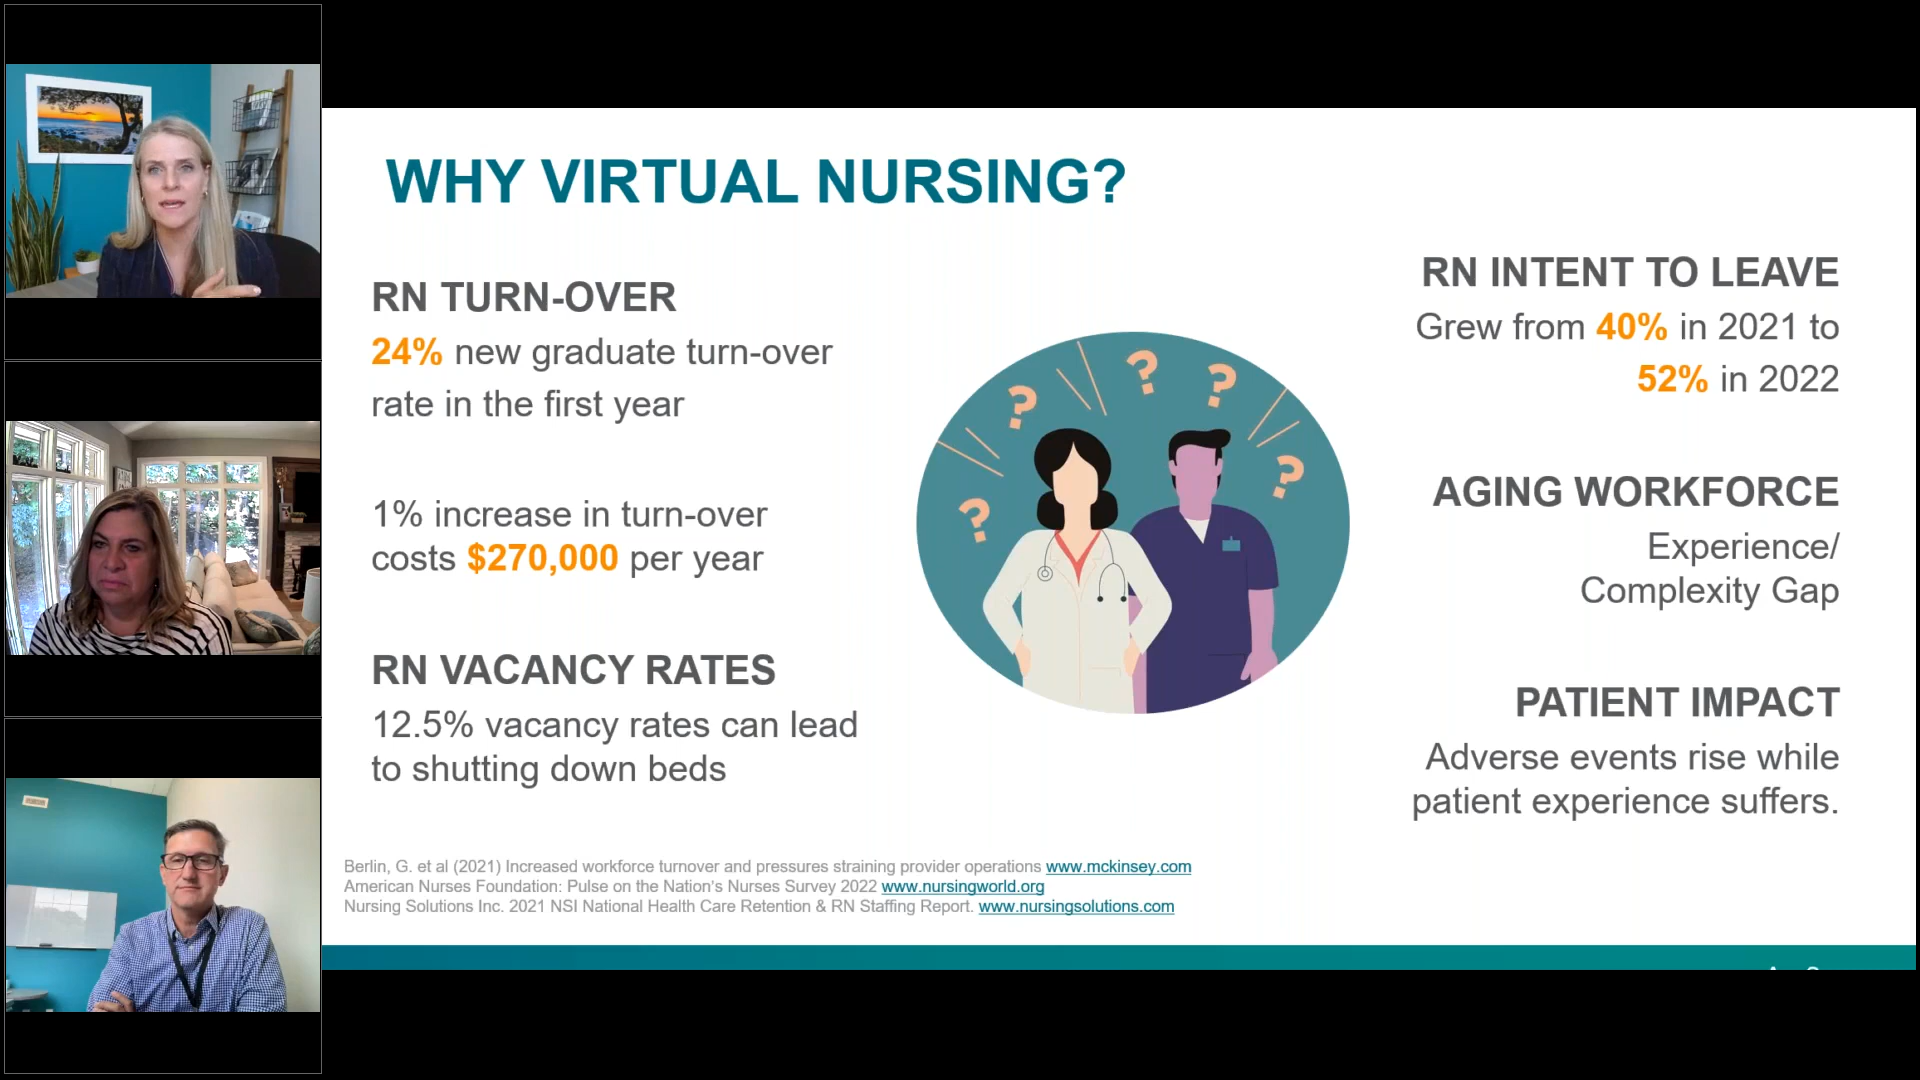 WHY VIRTUAL NURSING?
RN TURN-OVER
24% new graduate turn-over
rate in the first year
1% increase in turn-over
costs $270,000 per year
RN VACANCY RATES
12.5% vacancy rates can lead
to shutting down beds
RN INTENT TO LEAVE
Grew from 40% in 2021 to
52% in 2022
AGING WORKFORCE
Experience/
Complexity Gap
PATIENT IMPACT
Adverse events rise while
patient experience suffers.
Berlin, G. et al (2021) Increased workforce turnover and pressures straining provider operations www.mckinsey.com
American Nurses Foundation: Pulse on the Nation's Nurses Survey 2022 www.nursingworld.org
Nursing Solutions Inc. 2021 NSI National Health Care Retention & RN Staffing Report. www.nursingsolutions.com